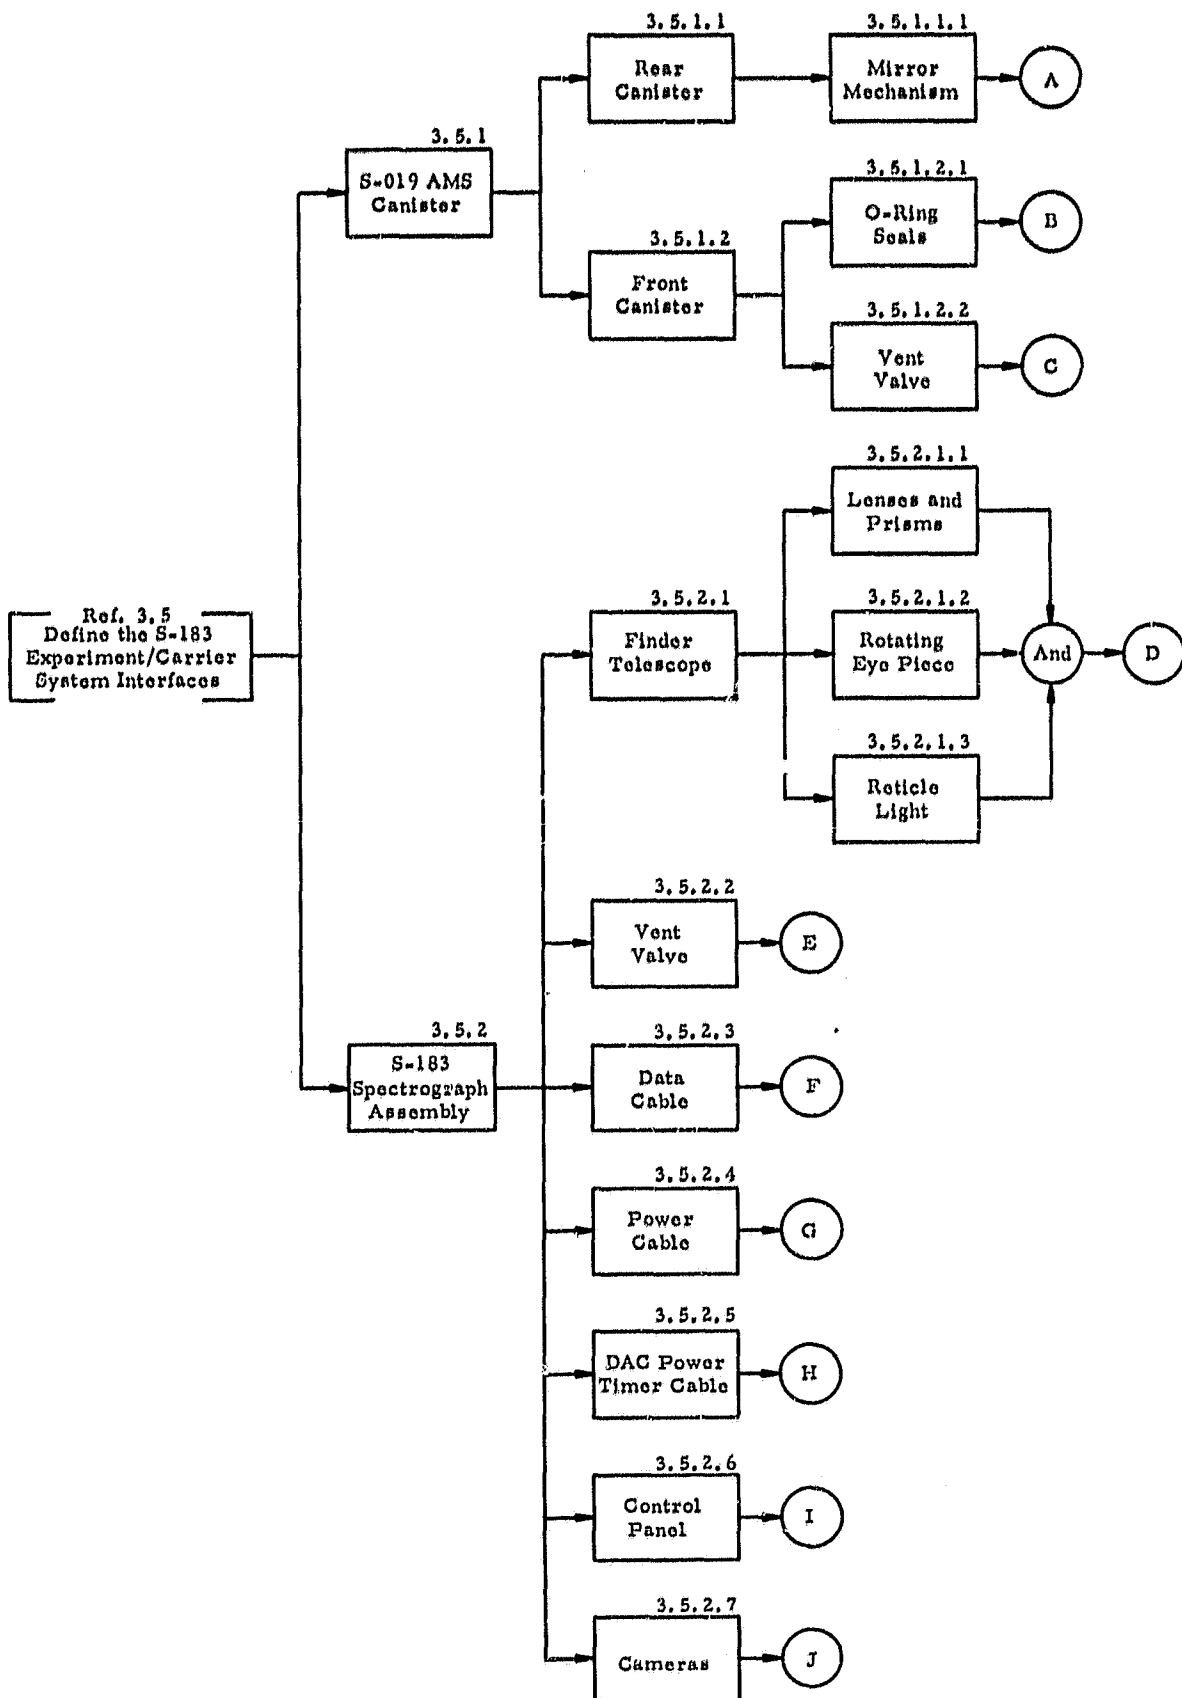 3.5.1.1
Rear
Canister
3.5.1.1.1
Mirror
Mechanism
A
3.5.1
S-019 AMS
Canister
3.5.1.2
Front
Canister
3.5.1.2.1
O-Ring
Seals
B
3.5.1.2.2
Vent
Valve
C
Ref. 3.5
Define the S-183
Experiment/Carrier
System Interfaces
3.5.2.1
Finder
Telescope
3.5.2.1.1
Lenses and
Prisms
3.5.2.1.2
Rotating
Eye Piece
3.5.2.1.3
Reticle
Light
And
D
3.5.2
S-183
Spectrograph
Assembly
3.5.2.2
Vent
Valve
E
3.5.2.3
Data
Cable
F
3.5.2.4
Power
Cable
G
3.5.2.5
DAC Power
Timer Cable
H
3.5.2.6
Control
Panel
I
3.5.2.7
Cameras
J